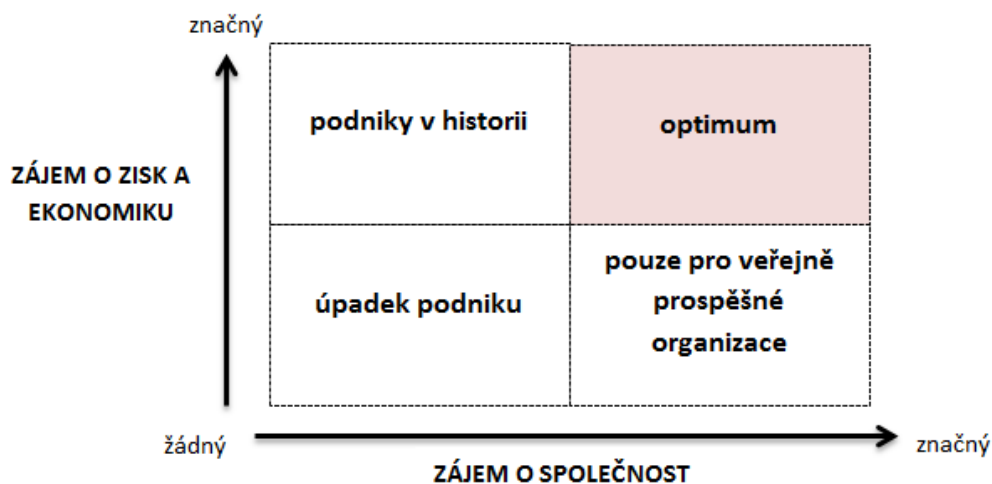 značný
podniky v historii
optimum
ZÁJEM O ZISK A
EKONOMIKU
úpadek podniku
pouze pro veřejně
prospěšné
organizace
žádný
značný
ZÁJEM O SPOLEČNOST